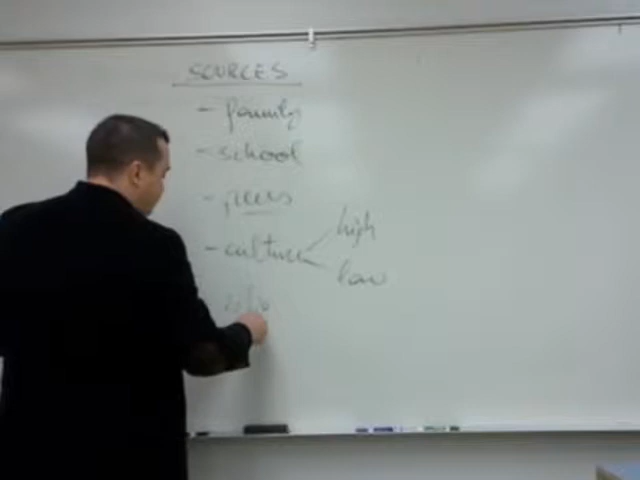 SOURCES
- family
- school
- peers
- culture
high
low